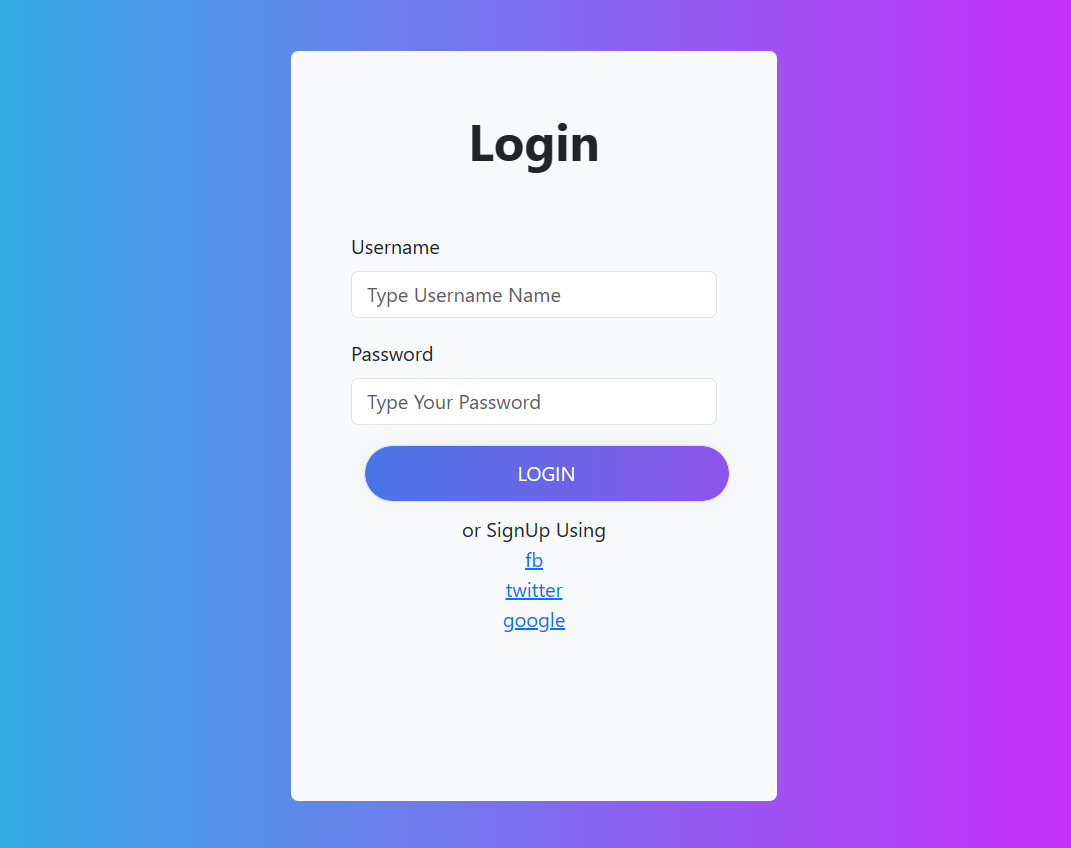 Login
Username
Type Username Name
Password
Type Your Password
LOGIN
or SignUp Using
fb
twitter
google